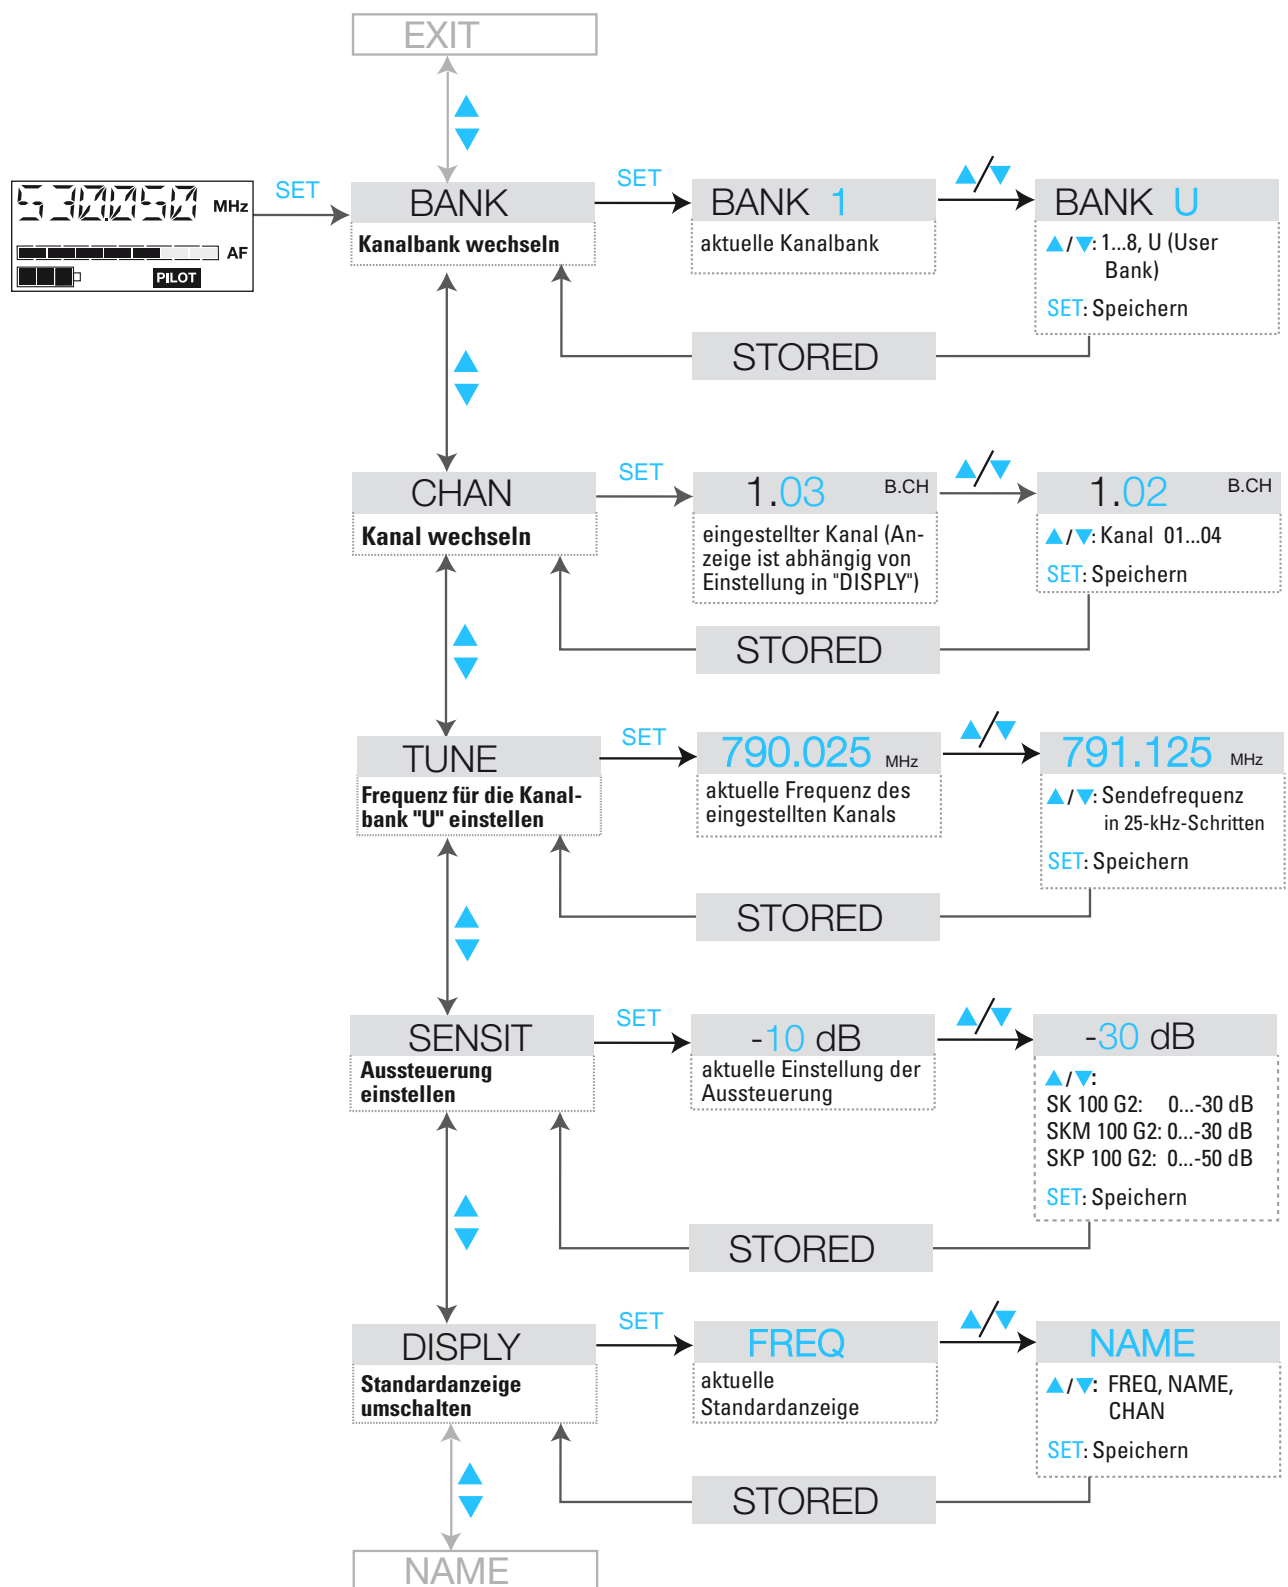 EXIT
530.050 MHz
AF
PILOT
SET
BANK
Kanalbank wechseln
SET
BANK 1
aktuelle Kanalbank
▲/▼
BANK U
▲/▼: 1...8, U (User
Bank)
SET: Speichern
STORED
CHAN
Kanal wechseln
SET
1.03 B.CH
eingestellter Kanal (An-
zeige ist abhängig von
Einstellung in "DISPLY")
▲/▼
1.02 B.CH
▲/▼: Kanal 01...04
SET: Speichern
STORED
TUNE
Frequenz für die Kanal-
bank "U" einstellen
SET
790.025 MHz
aktuelle Frequenz des
eingestellten Kanals
▲/▼
791.125 MHz
▲/▼: Sendefrequenz
in 25-kHz-Schritten
SET: Speichern
STORED
SENSIT
Aussteuerung
einstellen
SET
-10 dB
aktuelle Einstellung der
Aussteuerung
▲/▼
-30 dB
▲/▼:
SK 100 G2: 0...-30 dB
SKM 100 G2: 0...-30 dB
SKP 100 G2: 0...-50 dB
SET: Speichern
STORED
DISPLY
Standardanzeige
umschalten
SET
FREQ
aktuelle
Standardanzeige
▲/▼
NAME
▲/▼: FREQ, NAME,
CHAN
SET: Speichern
STORED
NAME